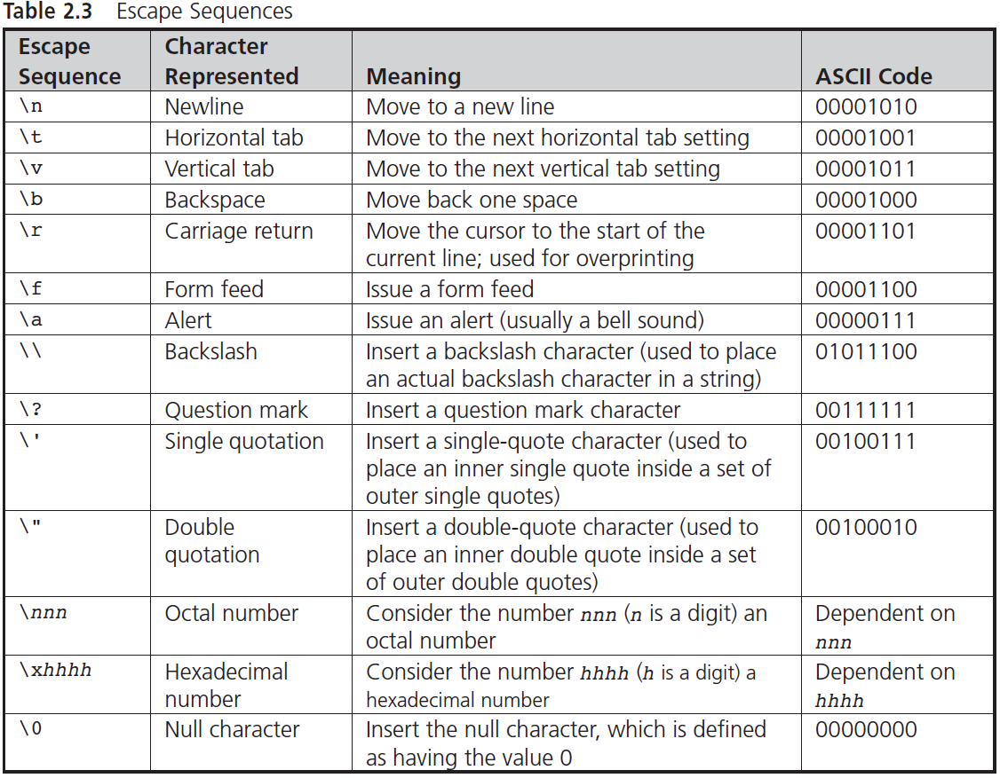 Table 2.3 Escape Sequences
Escape Sequence Character Represented Meaning ASCII Code
\n Newline Move to a new line 00001010
\t Horizontal tab Move to the next horizontal tab setting 00001001
\v Vertical tab Move to the next vertical tab setting 00001011
\b Backspace Move back one space 00001000
\r Carriage return Move the cursor to the start of the 00001101
current line; used for overprinting
\f Form feed Issue a form feed 00001100
\a Alert Issue an alert (usually a bell sound) 00000111
\\ Backslash Insert a backslash character (used to place 01011100
an actual backslash character in a string)
\? Question mark Insert a question mark character 00111111
\' Single quotation Insert a single-quote character (used to 00100111
place an inner single quote inside a set of
outer single quotes)
\" Double Insert a double-quote character (used to 00100010
quotation place an inner double quote inside a set
of outer double quotes)
\nnn Octal number Consider the number nnn (n is a digit) an Dependent on
octal number nnn
\xhhhh Hexadecimal Consider the number hhhh (h is a digit) a Dependent on
number hexadecimal number hhhh
\0 Null character Insert the null character, which is defined 00000000
as having the value 0